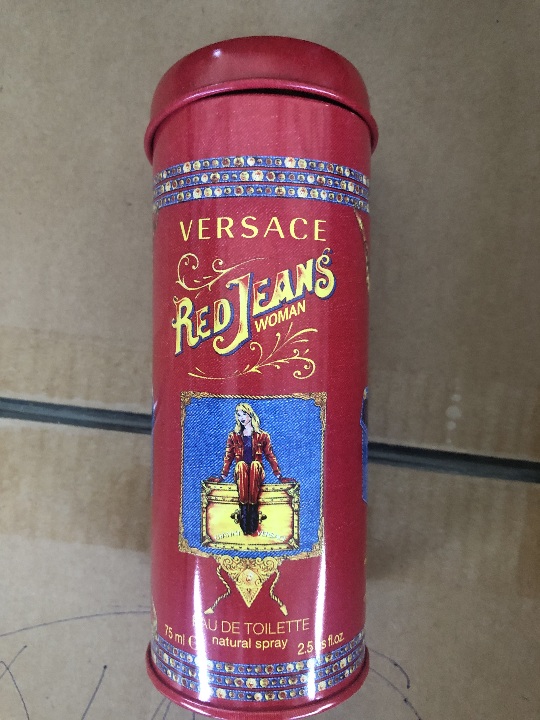 VERSACE
RED JEANS
WOMAN
EAU DE TOILETTE
75 ml natural spray 2.5 fl.oz.